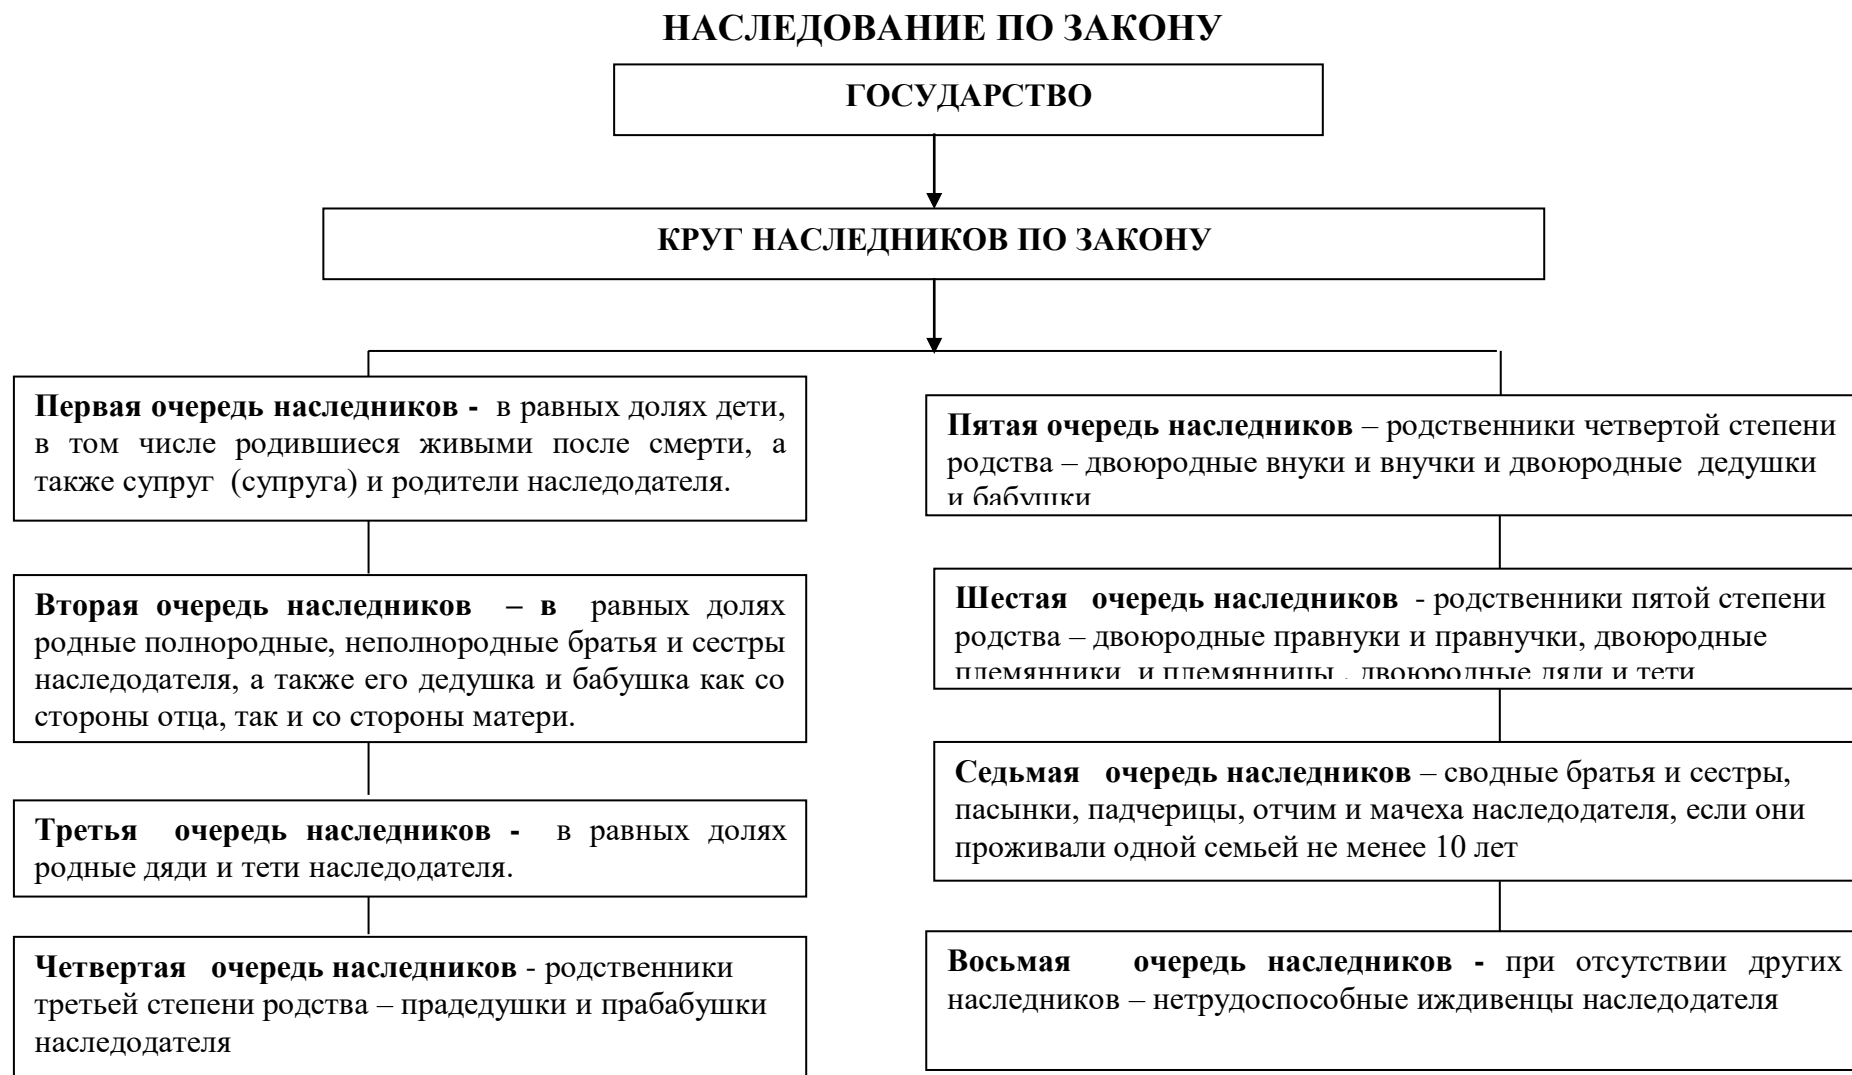 НАСЛЕДОВАНИЕ ПО ЗАКОНУ
ГОСУДАРСТВО
КРУГ НАСЛЕДНИКОВ ПО ЗАКОНУ
Первая очередь наследников - в равных долях дети,
в том числе родившиеся живыми после смерти, а
также супруг (супруга) и родители наследодателя.
Вторая очередь наследников – в равных долях
родные полнородные, неполнородные братья и сестры
наследодателя, а также его дедушка и бабушка как со
стороны отца, так и со стороны матери.
Третья очередь наследников - в равных долях
родные дяди и тети наследодателя.
Четвертая очередь наследников - родственники
третьей степени родства – прадедушки и прабабушки
наследодателя
Пятая очередь наследников – родственники четвертой степени
родства – двоюродные внуки и внучки и двоюродные дедушки
и бабушки
Шестая очередь наследников - родственники пятой степени
родства – двоюродные правнуки и правнучки, двоюродные
племянники и племянницы , двоюродные дяди и тети
Седьмая очередь наследников – сводные братья и сестры,
пасынки, падчерицы, отчим и мачеха наследодателя, если они
проживали одной семьей не менее 10 лет
Восьмая очередь наследников - при отсутствии других
наследников – нетрудоспособные иждивенцы наследодателя